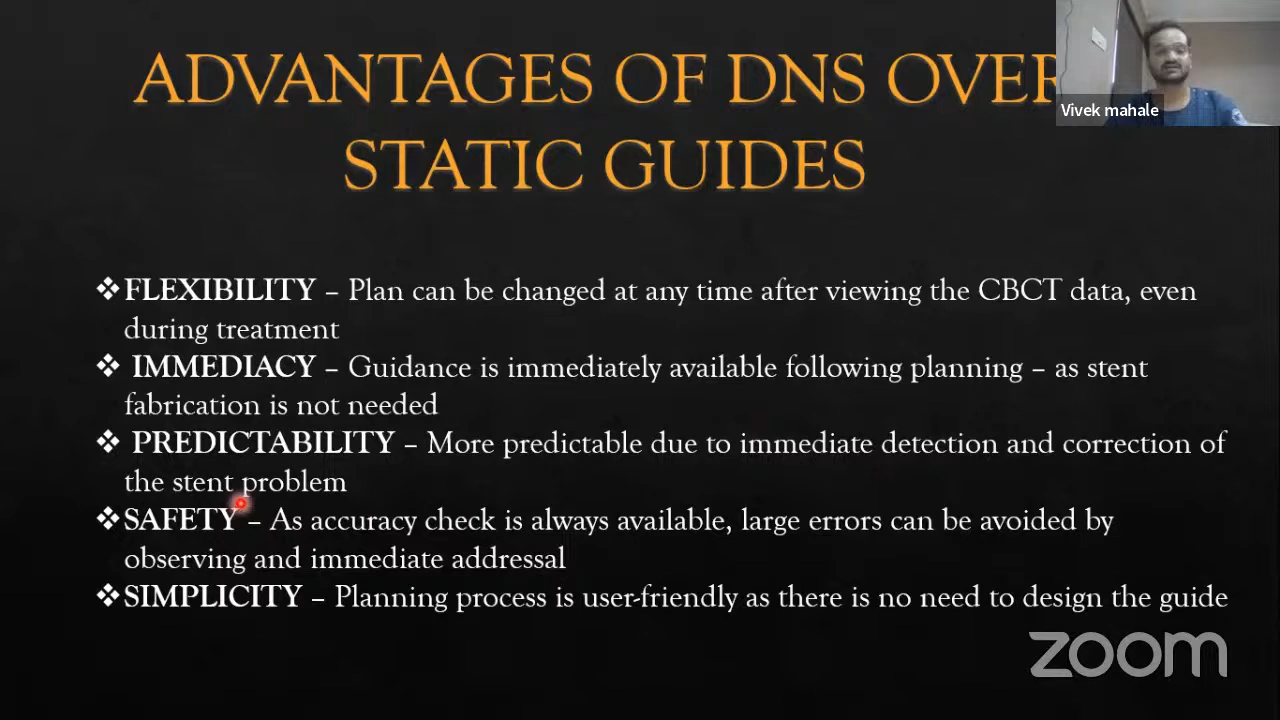 ADVANTAGES OF DNS OVER
STATIC GUIDES
Vivek mahale
❖FLEXIBILITY – Plan can be changed at any time after viewing the CBCT data, even
during treatment
❖ IMMEDIACY – Guidance is immediately available following planning – as stent
fabrication is not needed
❖ PREDICTABILITY – More predictable due to immediate detection and correction of
the stent problem
❖SAFETY – As accuracy check is always available, large errors can be avoided by
observing and immediate addressal
❖SIMPLICITY – Planning process is user-friendly as there is no need to design the guide
zoom